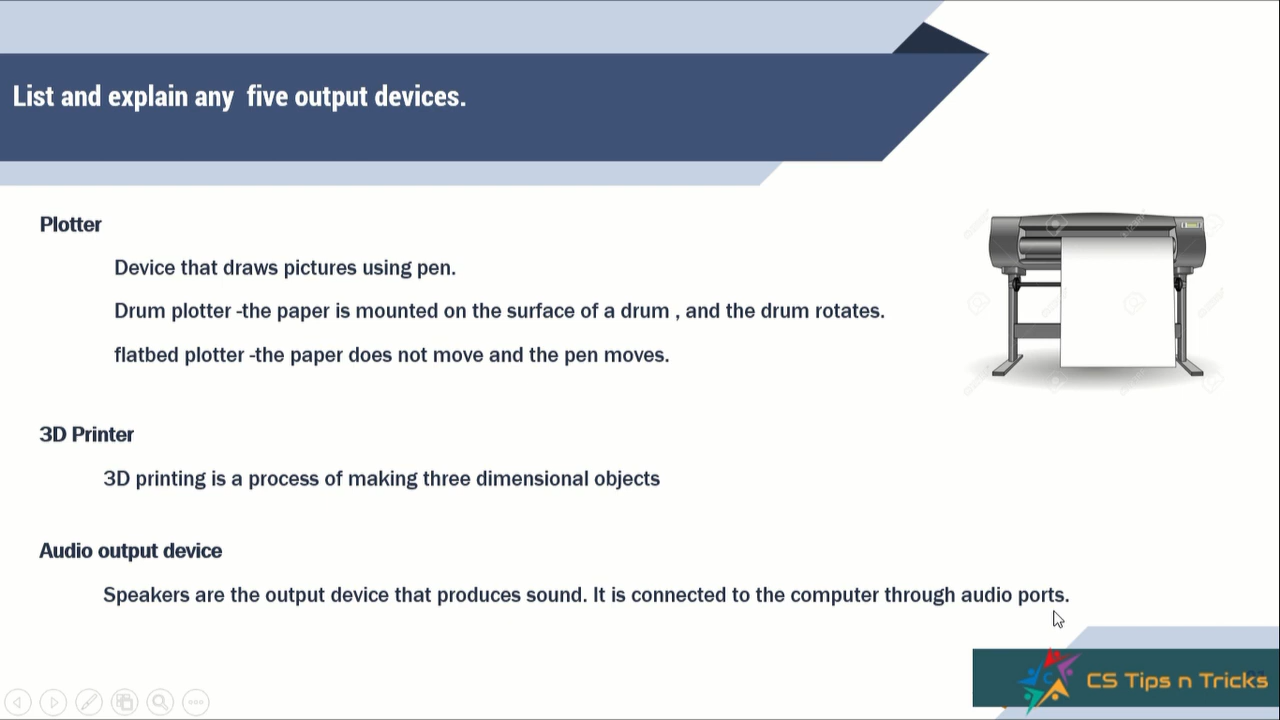 List and explain any five output devices.
Plotter
Device that draws pictures using pen.
Drum plotter -the paper is mounted on the surface of a drum , and the drum rotates.
flatbed plotter -the paper does not move and the pen moves.
3D Printer
3D printing is a process of making three dimensional objects
Audio output device
Speakers are the output device that produces sound. It is connected to the computer through audio ports.
CS Tips n Tricks